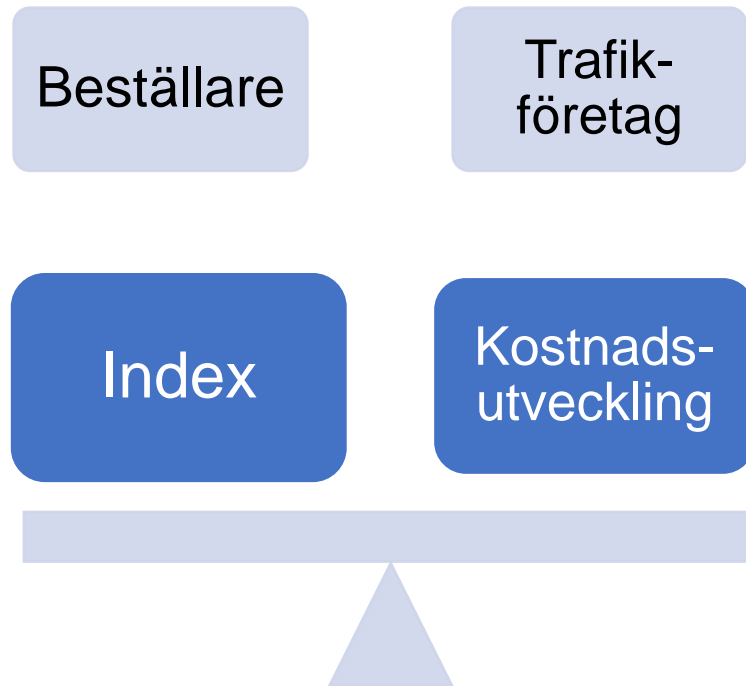 Beställare
Trafik-
företag
Index
Kostnads-
utveckling